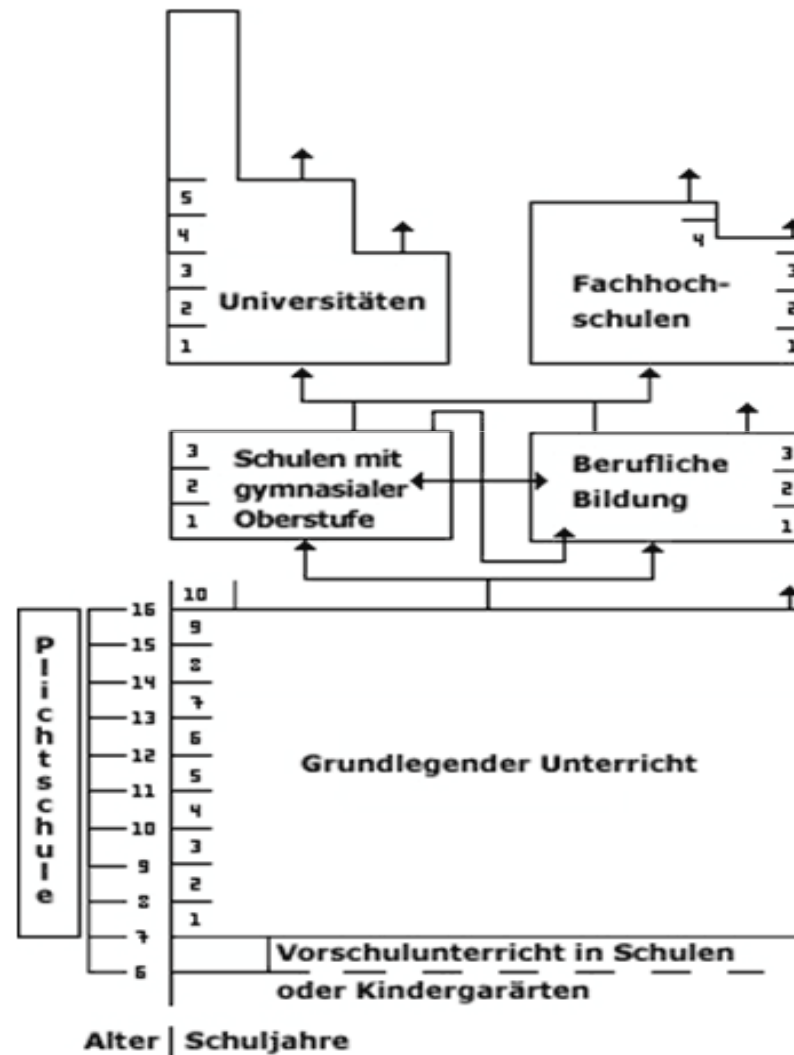 5
4
3
2
1
Universitäten
4
3
2
1
Fachhoch-
schulen
3
2
1
Schulen mit
gymnasialer
Oberstufe
Berufliche
Bildung
3
2
1
10
9
8
7
6
5
4
3
2
1
Grundlegender Unterricht
16
15
14
13
12
11
10
9
8
7
6
Plichtschule
Vorschulunterricht in Schulen
oder Kindergarärten
Alter | Schuljahre